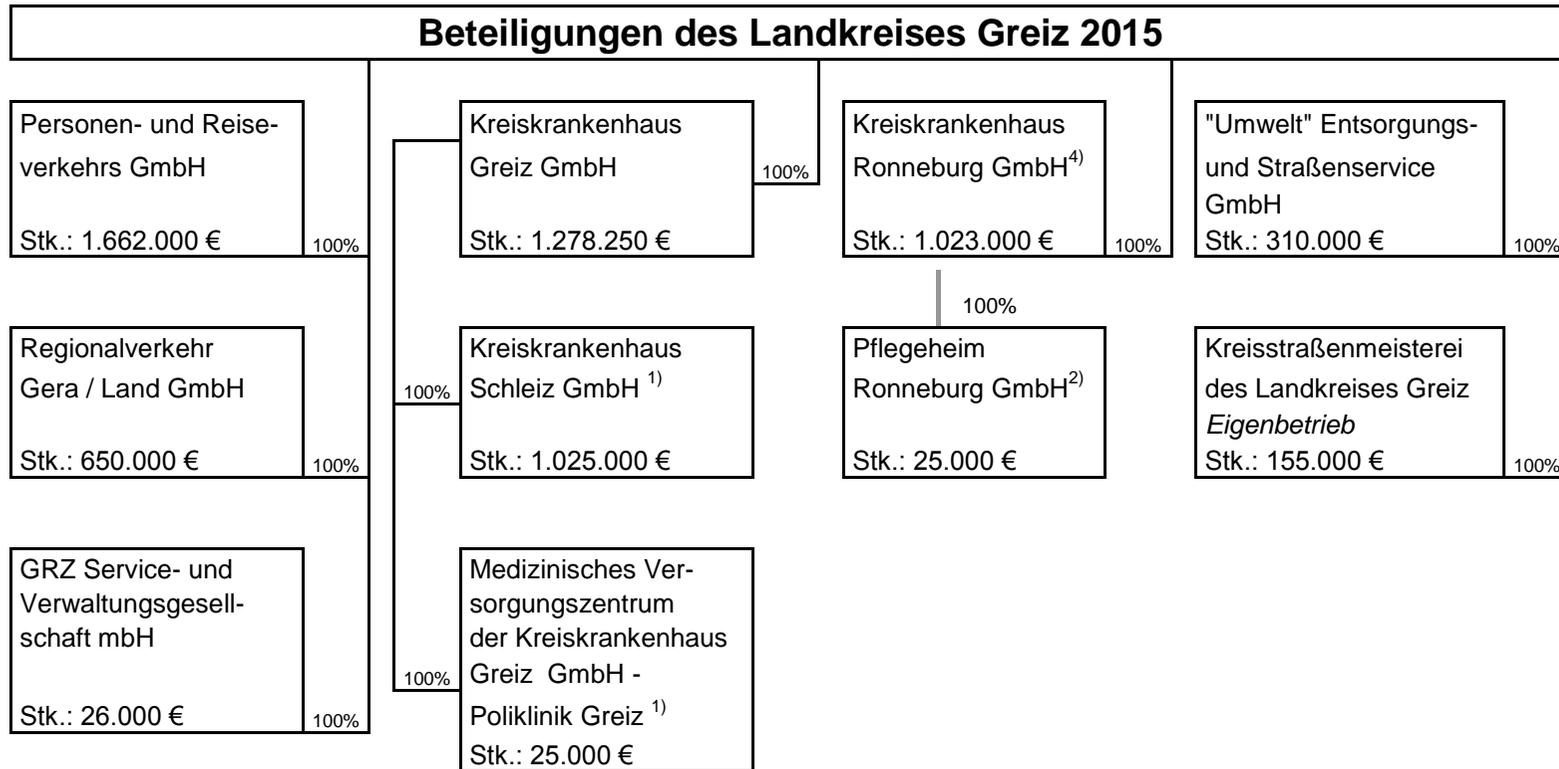 Beteiligungen des Landkreises Greiz 2015
Personen- und Reise-
verkehrs GmbH
Stk.: 1.662.000 €
100%
Kreiskrankenhaus
Greiz GmbH
Stk.: 1.278.250 €
100%
Kreiskrankenhaus
Ronneburg GmbH4)
Stk.: 1.023.000 €
100%
"Umwelt" Entsorgungs-
und Straßenservice
GmbH
Stk.: 310.000 €
100%
Regionalverkehr
Gera / Land GmbH
Stk.: 650.000 €
100%
100%
Kreiskrankenhaus
Schleiz GmbH 1)
Stk.: 1.025.000 €
100%
Pflegeheim
Ronneburg GmbH2)
Stk.: 25.000 €
Kreisstraßenmeisterei
des Landkreises Greiz
Eigenbetrieb
Stk.: 155.000 €
100%
GRZ Service- und
Verwaltungsgesell-
schaft mbH
Stk.: 26.000 €
100%
100%
Medizinisches Ver-
sorgungszentrum
der Kreiskrankenhaus
Greiz  GmbH -
Poliklinik Greiz 1)
Stk.: 25.000 €